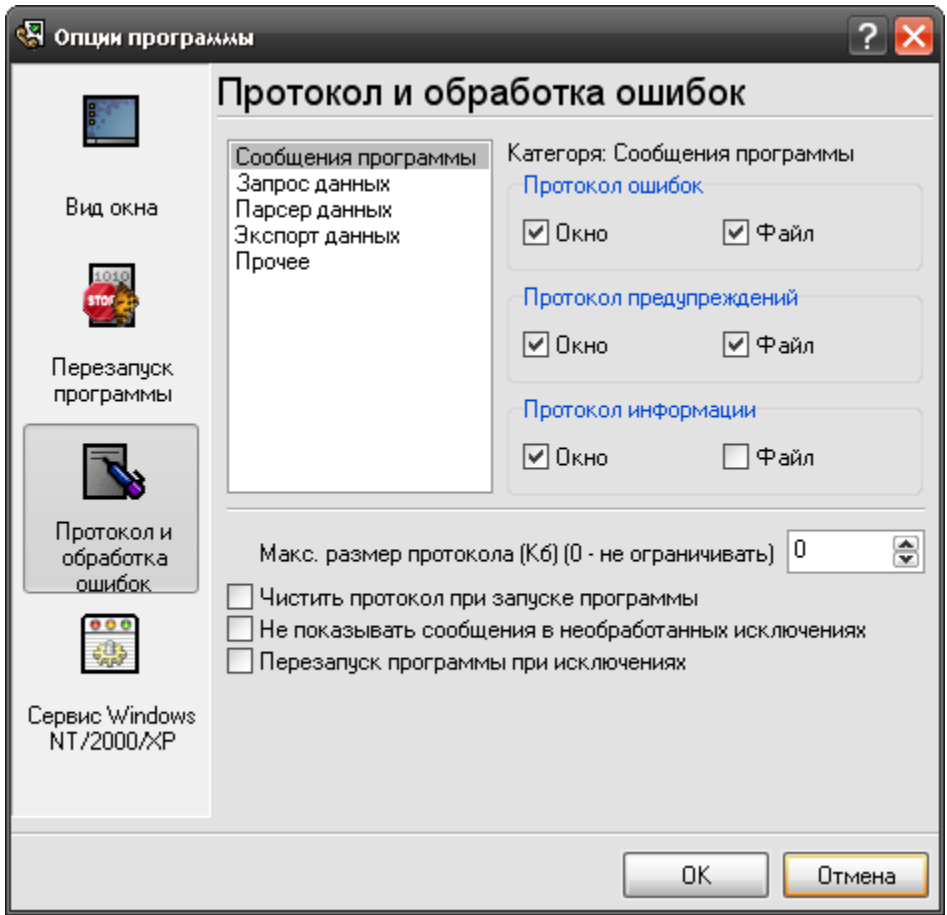 Опции программы
Вид окна
Перезапуск
программы
Протокол и
обработка
ошибок
Сервис Windows
NT/2000/XP
Протокол и обработка ошибок
Сообщения программы
Запрос данных
Парсер данных
Экспорт данных
Прочее
Категоря: Сообщения программы
Протокол ошибок
Окно Файл
Протокол предупреждений
Окно Файл
Протокол информации
Окно Файл
Макс. размер протокола (Кб) (0 - не ограничивать) 0
Чистить протокол при запуске программы
Не показывать сообщения в необработанных исключениях
Перезапуск программы при исключениях
OK Отмена